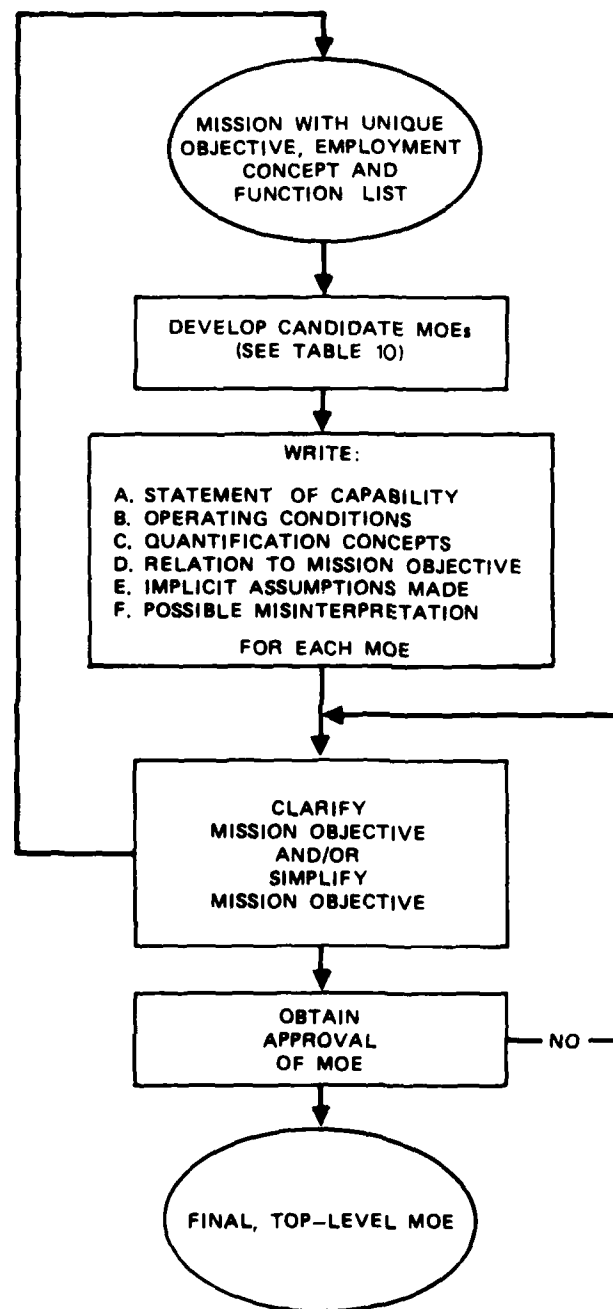 MISSION WITH UNIQUE
OBJECTIVE, EMPLOYMENT
CONCEPT AND
FUNCTION LIST
DEVELOP CANDIDATE MOEs
(SEE TABLE 10)
WRITE:
A. STATEMENT OF CAPABILITY
B. OPERATING CONDITIONS
C. QUANTIFICATION CONCEPTS
D. RELATION TO MISSION OBJECTIVE
E. IMPLICIT ASSUMPTIONS MADE
F. POSSIBLE MISINTERPRETATION
FOR EACH MOE
CLARIFY
MISSION OBJECTIVE
AND/OR
SIMPLIFY
MISSION OBJECTIVE
OBTAIN
APPROVAL
OF MOE
NO
FINAL, TOP-LEVEL MOE